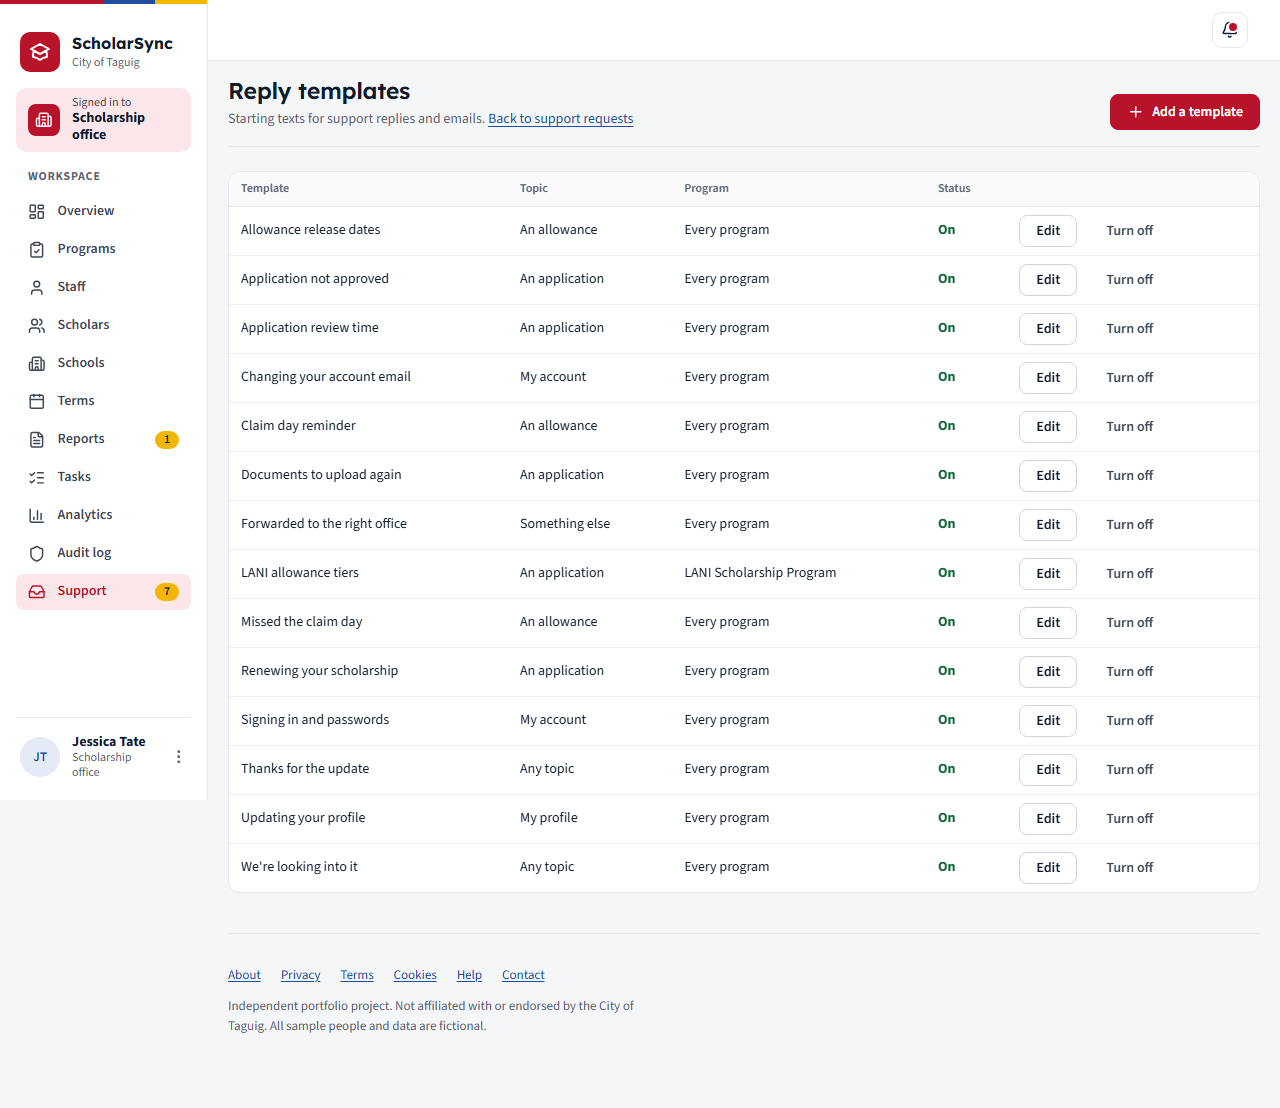 ScholarSync
City of Taguig
Signed in to
Scholarship
office
WORKSPACE
Overview
Programs
Staff
Scholars
Schools
Terms
Reports 1
Tasks
Analytics
Audit log
Support 7
JT
Jessica Tate
Scholarship
office
Reply templates
Starting texts for support replies and emails. Back to support requests
Add a template
Template Topic Program Status
Allowance release dates An allowance Every program On Edit Turn off
Application not approved An application Every program On Edit Turn off
Application review time An application Every program On Edit Turn off
Changing your account email My account Every program On Edit Turn off
Claim day reminder An allowance Every program On Edit Turn off
Documents to upload again An application Every program On Edit Turn off
Forwarded to the right office Something else Every program On Edit Turn off
LANI allowance tiers An application LANI Scholarship Program On Edit Turn off
Missed the claim day An allowance Every program On Edit Turn off
Renewing your scholarship An application Every program On Edit Turn off
Signing in and passwords My account Every program On Edit Turn off
Thanks for the update Any topic Every program On Edit Turn off
Updating your profile My profile Every program On Edit Turn off
We're looking into it Any topic Every program On Edit Turn off
About Privacy Terms Cookies Help Contact
Independent portfolio project. Not affiliated with or endorsed by the City of
Taguig. All sample people and data are fictional.